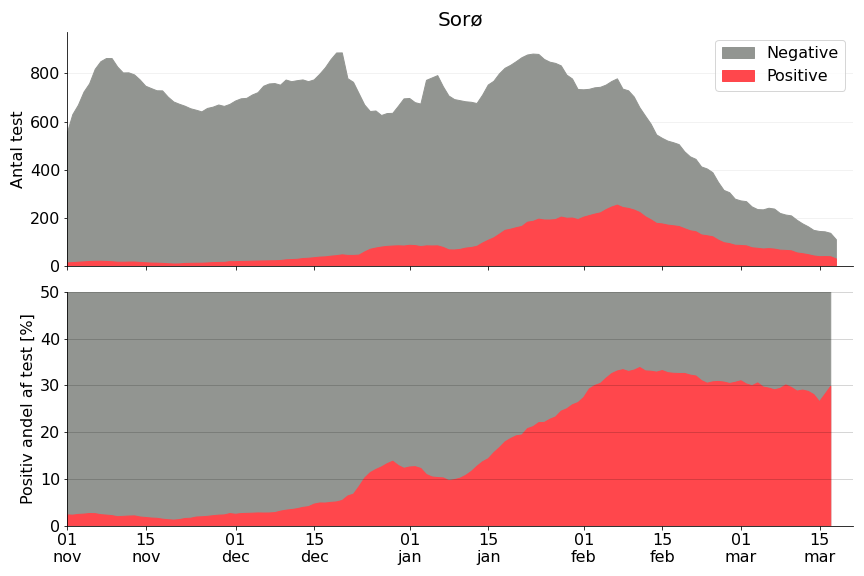 Sorø
Negative
Positive
Antal test
800
600
400
200
0
Positiv andel af test [%]
50
40
30
20
10
0
01 15 01 15 01 15 01 15 01 15
nov nov dec dec jan jan feb feb mar mar